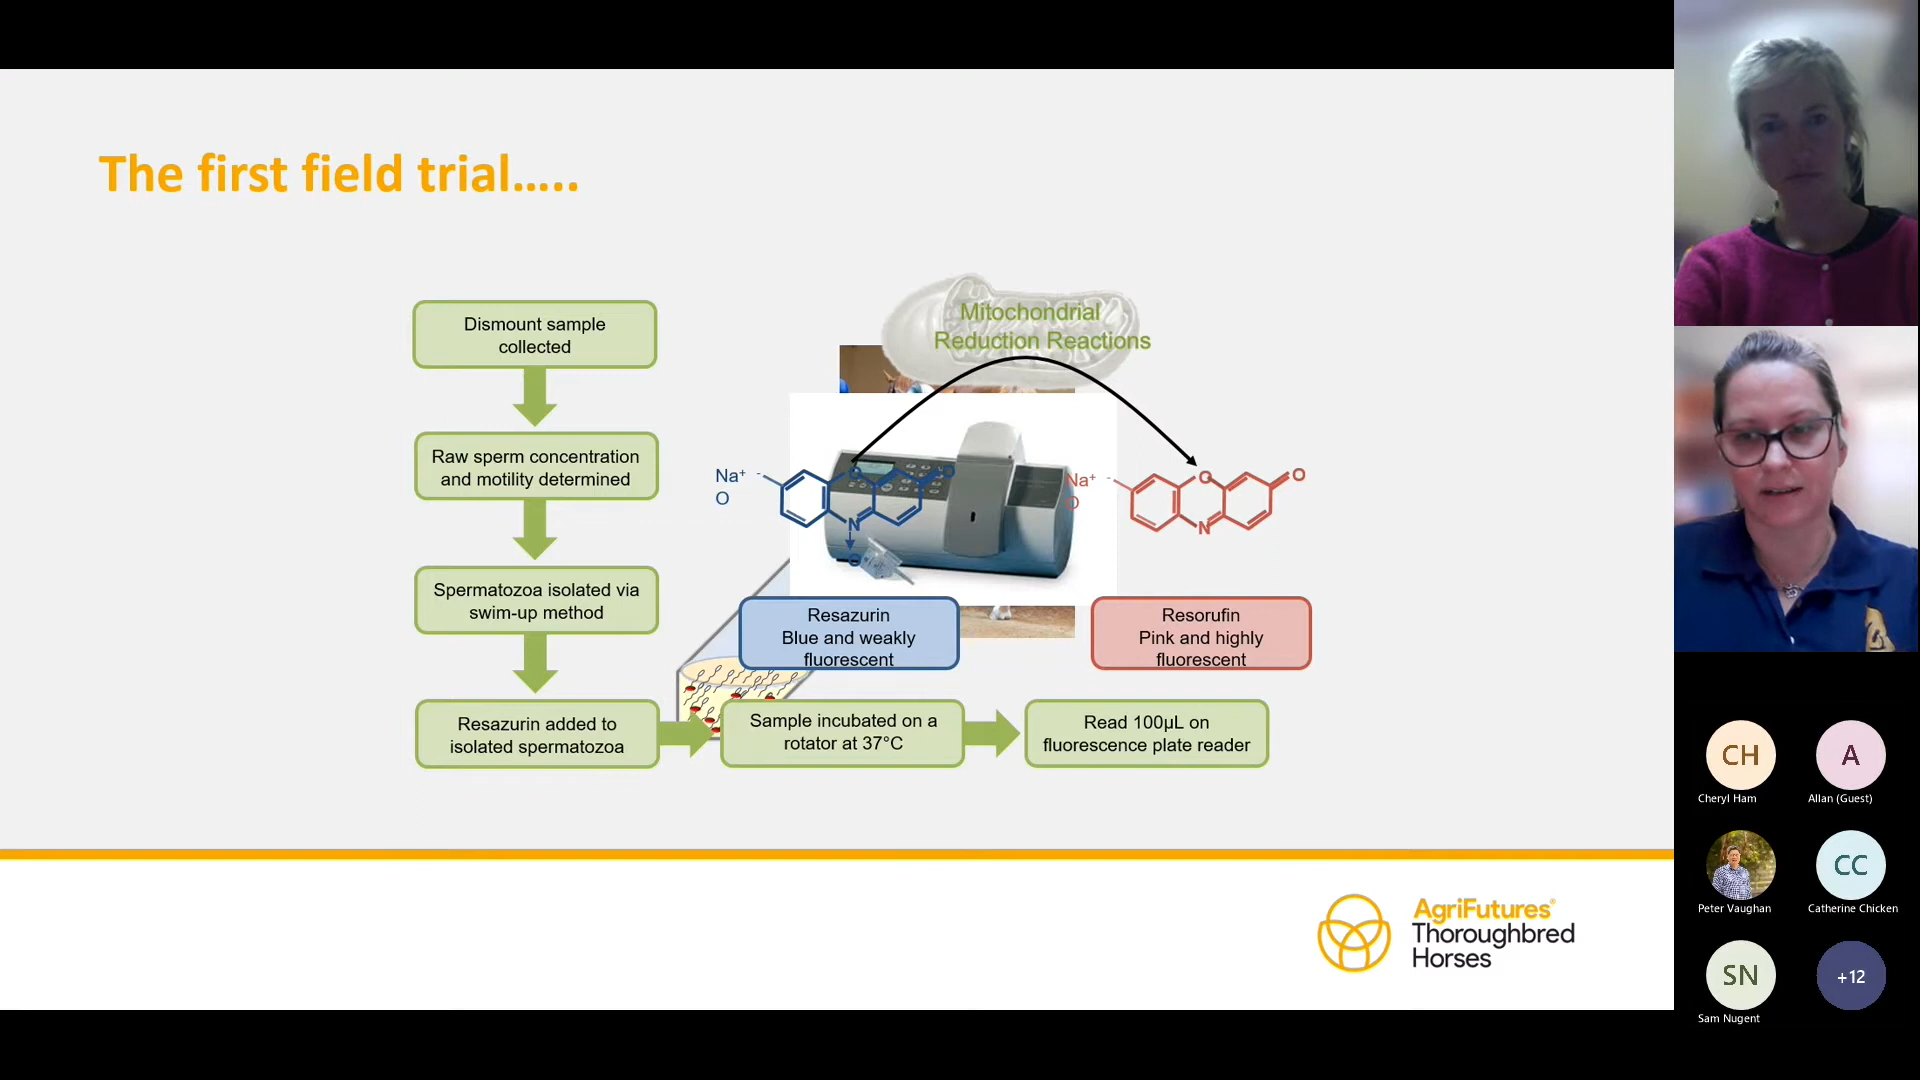 The first field trial.....
Dismount sample
collected
Raw sperm concentration
and motility determined
Spermatozoa isolated via
swim-up method
Resazurin added to
isolated spermatozoa
Sample incubated on a
rotator at 37°C
Read 100µL on
fluorescence plate reader
Mitochondrial
Reduction Reactions
Na⁺ ⁻
O
O
O
N
O
Na⁺ ⁻
O
O
O
N
Resazurin
Blue and weakly
fluorescent
Resorufin
Pink and highly
fluorescent
AgriFutures®
Thoroughbred
Horses
CH
Cheryl Ham
A
Allan (Guest)
Peter Vaughan
CC
Catherine Chicken
SN
Sam Nugent
+12